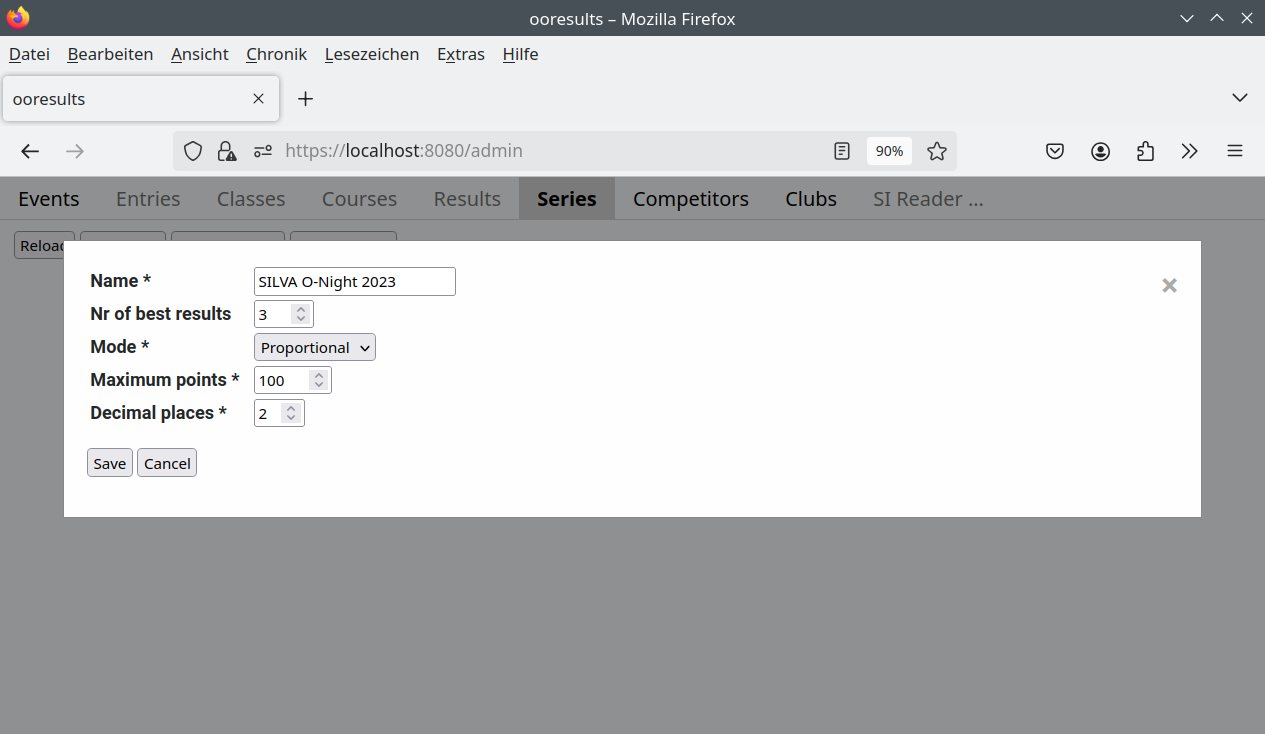 ooresults – Mozilla Firefox
Datei Bearbeiten Ansicht Chronik Lesezeichen Extras Hilfe
ooresults
https://localhost:8080/admin 90%
Events Entries Classes Courses Results Series Competitors Clubs SI Reader ...
Name * SILVA O-Night 2023
Nr of best results 3
Mode * Proportional
Maximum points * 100
Decimal places * 2
Save Cancel